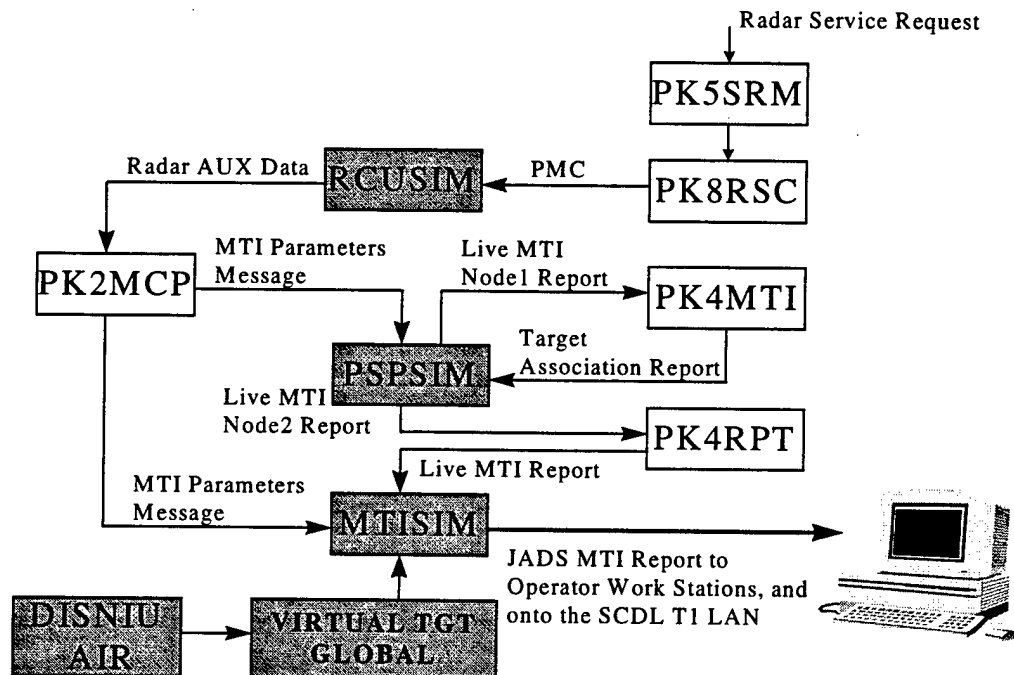 Radar Service Request
PK5SRM
Radar AUX Data
RCUSIM
PMC
PK8RSC
PK2MCP
MTI Parameters
Message
Live MTI
Node1 Report
PK4MTI
Target
Association Report
PSPSIM
Live MTI
Node2 Report
PK4RPT
Live MTI Report
MTI Parameters
Message
MTISIM
JADS MTI Report to
Operator Work Stations, and
onto the SCDL T1 LAN
DISNIU
AIR
VIRTUAL TGT
GLOBAL